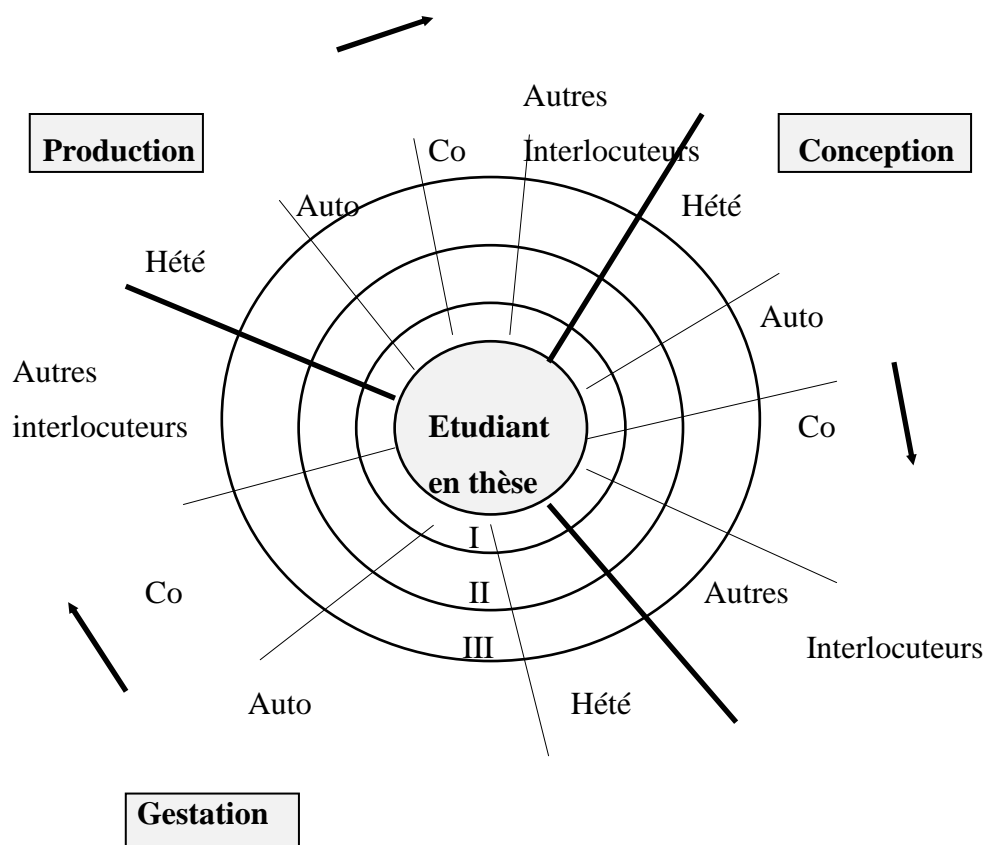 Autres
Production
Co
Interlocuteurs
Conception
Auto
Hété
Hété
Auto
Autres
interlocuteurs
Etudiant
en thèse
Co
I
Co
II
Autres
III
Interlocuteurs
Auto
Hété
Gestation